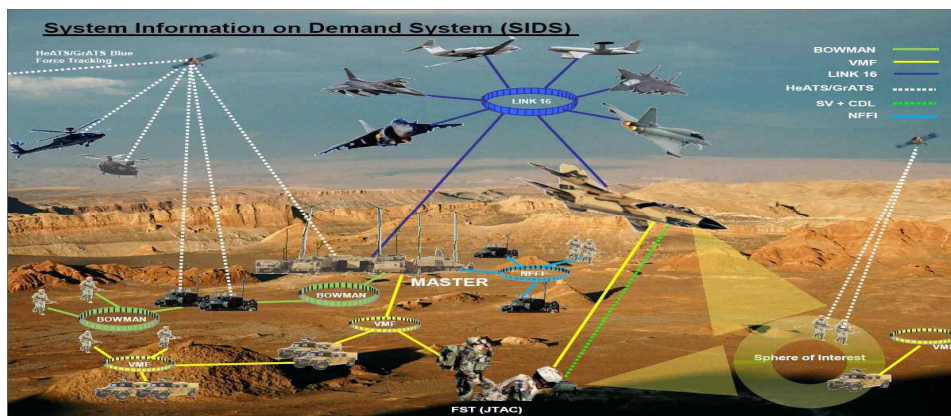 System Information on Demand System (SIDS)
HeATS/GrATS Blue
Force Tracking
BOWMAN
VMF
LINK 16
HeATS/GrATS
SV + CDL
NFFI
LINK 16
MASTER
NFFI
BOWMAN
BOWMAN
VMF
VMF
VMF
Sphere of Interest
FST (JTAC)